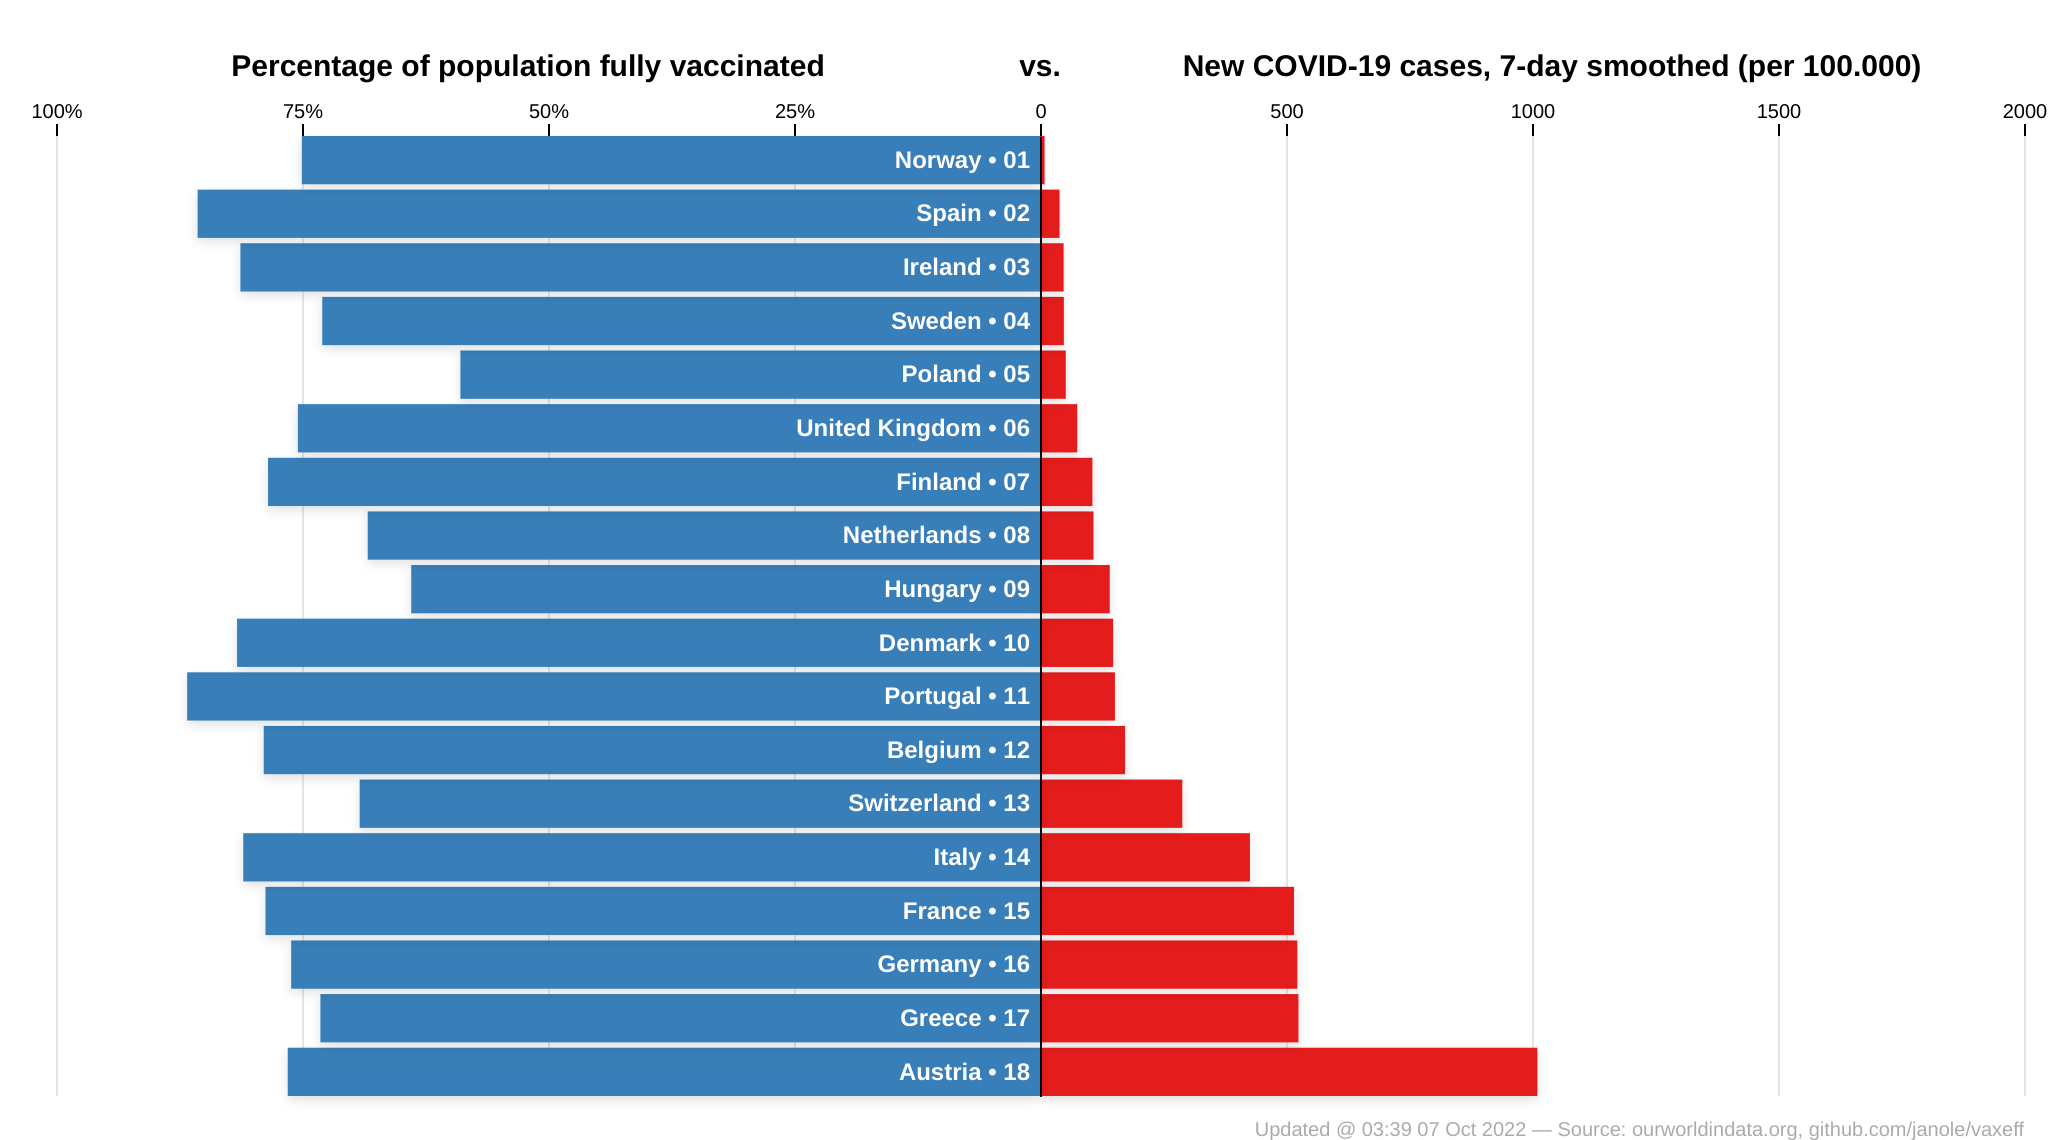 Percentage of population fully vaccinated vs. New COVID-19 cases, 7-day smoothed (per 100.000)
100% 75% 50% 25% 0 500 1000 1500 2000
Norway • 01
Spain • 02
Ireland • 03
Sweden • 04
Poland • 05
United Kingdom • 06
Finland • 07
Netherlands • 08
Hungary • 09
Denmark • 10
Portugal • 11
Belgium • 12
Switzerland • 13
Italy • 14
France • 15
Germany • 16
Greece • 17
Austria • 18
Updated @ 03:39 07 Oct 2022 — Source: ourworldindata.org, github.com/janole/vaxeff